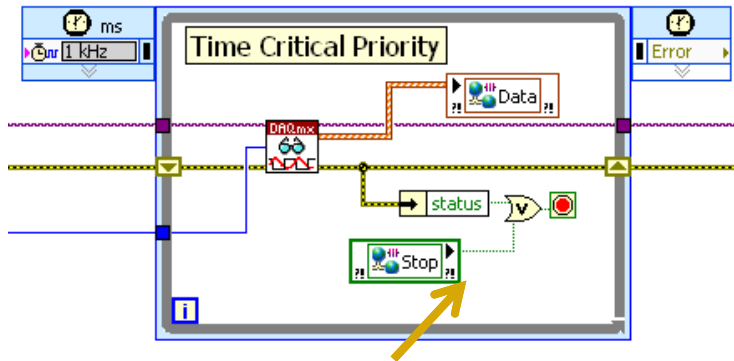 ms
1 kHz
Time Critical Priority
Error
Data
?! ?!
DAQmx
status
V
Stop
?! ?!
i